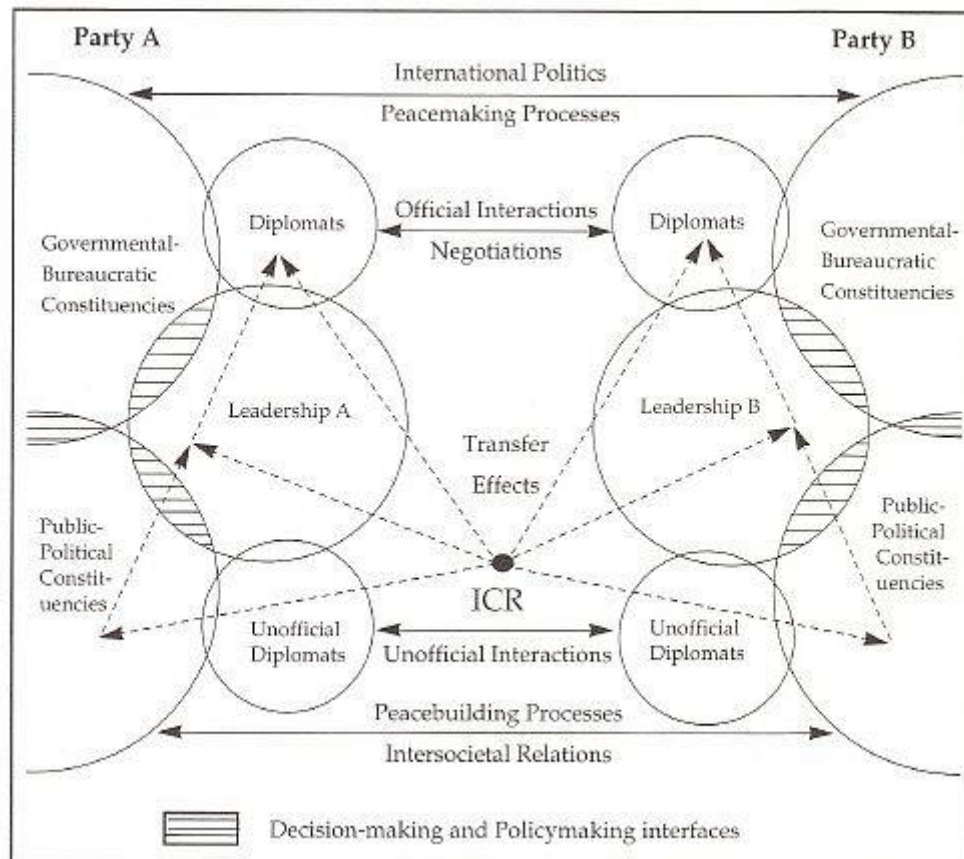 Party A
Party B
International Politics
Peacemaking Processes
Diplomats
Official Interactions
Negotiations
Diplomats
Governmental-
Bureaucratic
Constituencies
Governmental-
Bureaucratic
Constituencies
Leadership A
Leadership B
Transfer
Effects
Public-
Political
Constit-
uencies
Public-
Political
Constit-
uencies
ICR
Unofficial
Diplomats
Unofficial Interactions
Unofficial
Diplomats
Peacebuilding Processes
Intersocietal Relations
Decision-making and Policymaking interfaces